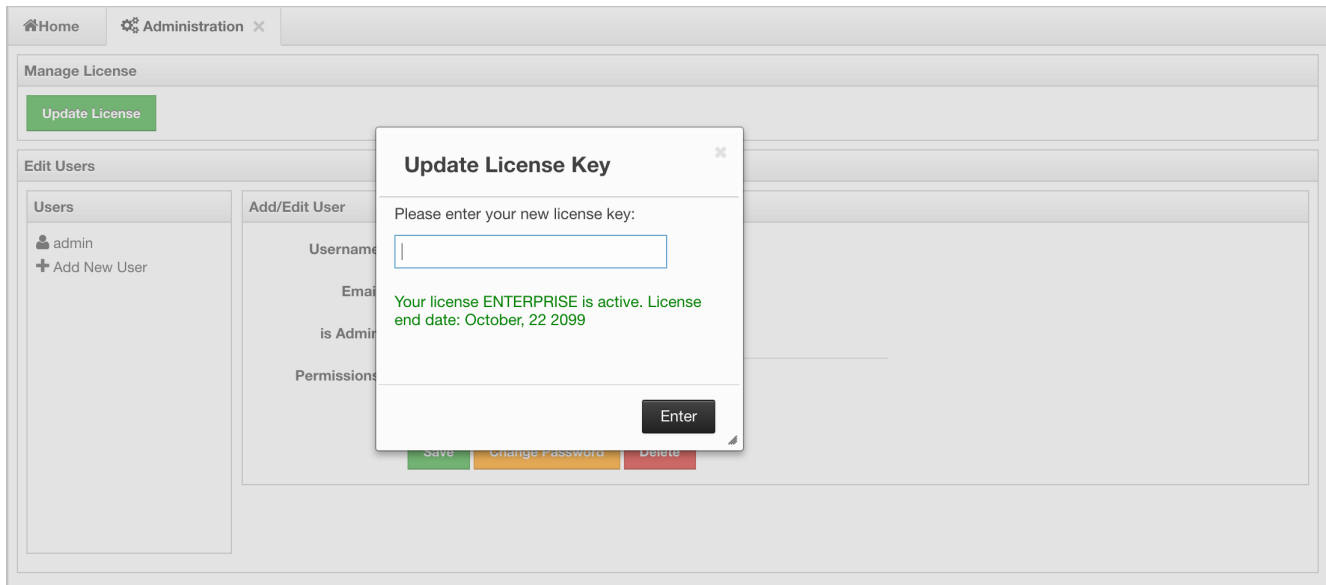 Home
Administration
Manage License
Update License
Edit Users
Users
admin
Add New User
Add/Edit User
Username
Email
is Admin
Permissions
Save Change Password Delete
Update License Key
Please enter your new license key:
Your license ENTERPRISE is active. License
end date: October, 22 2099
Enter